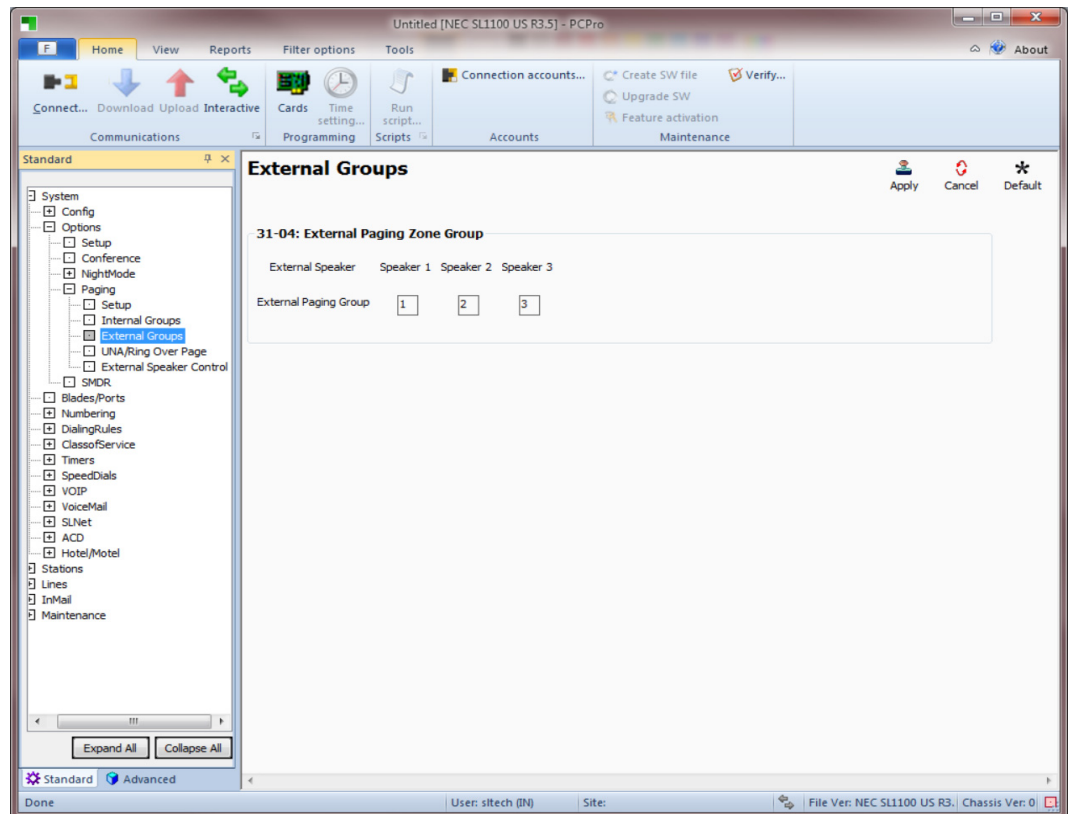 Untitled [NEC SL1100 US R3.5] - PCPro
F Home View Reports Filter options Tools About
Connect... Download Upload Interactive Cards Time setting... Run script... Connection accounts... Create SW file Verify...
Upgrade SW
Feature activation
Communications Programming Scripts Accounts Maintenance
Standard
External Groups
Apply Cancel Default
System
Config
Options
Setup
Conference
NightMode
Paging
Setup
Internal Groups
External Groups
UNA/Ring Over Page
External Speaker Control
SMDR
Blades/Ports
Numbering
DialingRules
ClassofService
Timers
SpeedDials
VOIP
VoiceMail
SLNet
ACD
Hotel/Motel
Stations
Lines
InMail
Maintenance
Expand All Collapse All
Standard Advanced
31-04: External Paging Zone Group
External Speaker Speaker 1 Speaker 2 Speaker 3
External Paging Group 1 2 3
Done User: sltech (IN) Site: File Ver: NEC SL1100 US R3. Chassis Ver: 0